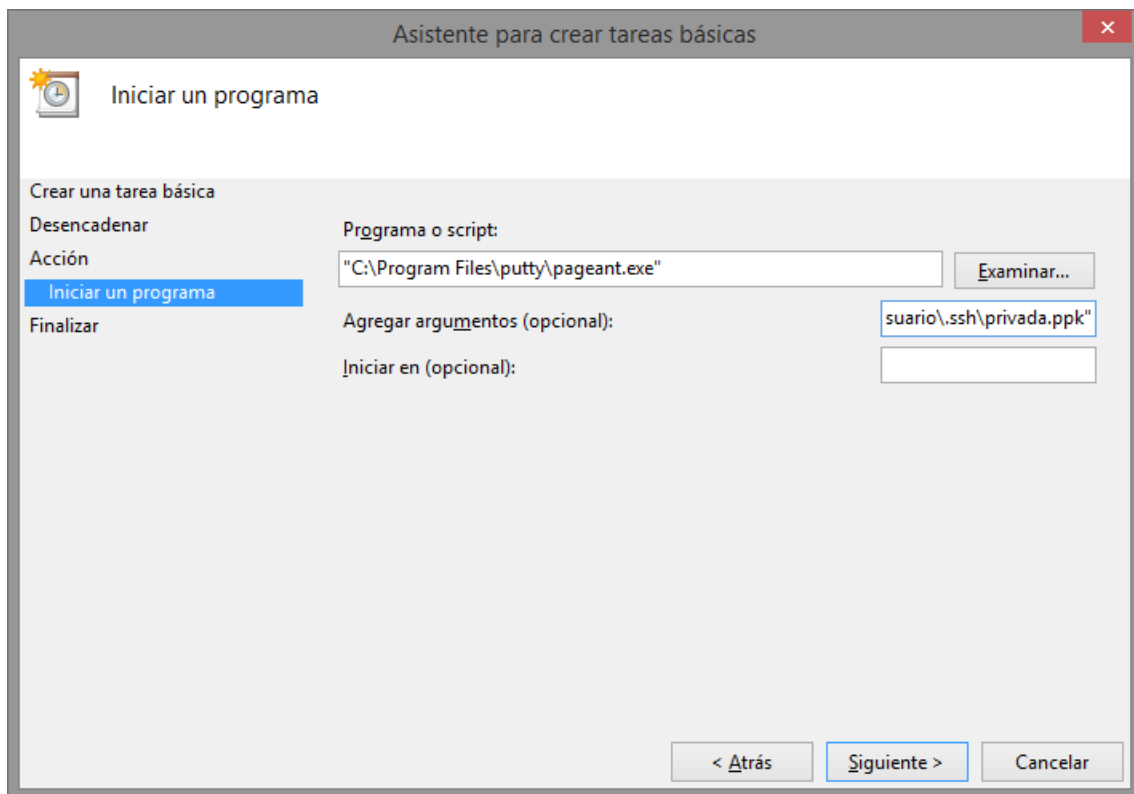 Asistente para crear tareas básicas
Iniciar un programa
Crear una tarea básica
Desencadenar
Acción
Iniciar un programa
Finalizar
Programa o script:
"C:\Program Files\putty\pageant.exe"
Examinar...
Agregar argumentos (opcional):
suario\.ssh\privada.ppk"
Iniciar en (opcional):
< Atrás
Siguiente >
Cancelar